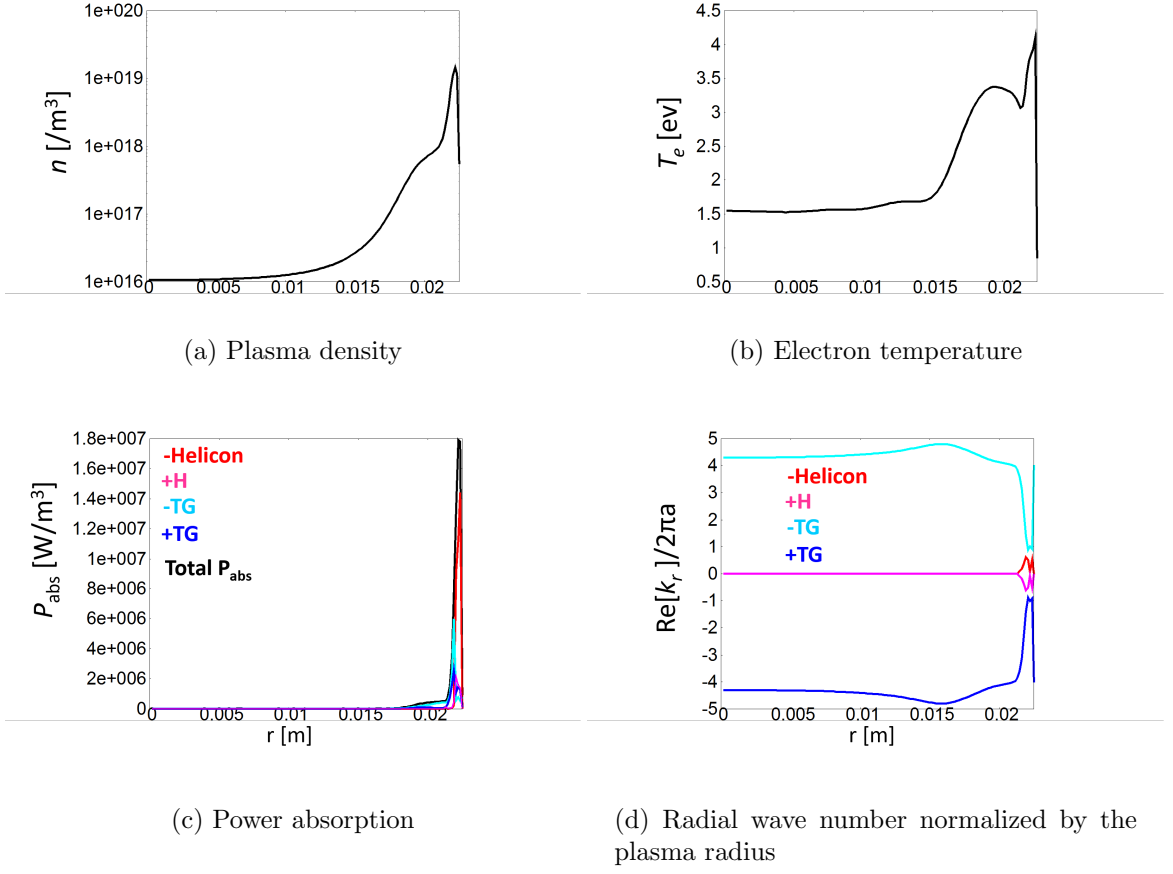 1e+020
1e+019
1e+018
1e+017
1e+016
n [/m³]
0 0.005 0.01 0.015 0.02
(a) Plasma density
4.5
4
3.5
3
2.5
2
1.5
1
0.5
Te [ev]
0 0.005 0.01 0.015 0.02
(b) Electron temperature
1.8e+007
1.6e+007
1.4e+007
1.2e+007
1e+007
8e+006
6e+006
4e+006
2e+006
0
Pabs [W/m³]
-Helicon
+H
-TG
+TG
Total Pabs
0 0.005 0.01 0.015 0.02
r [m]
(c) Power absorption
5
4
3
2
1
0
-1
-2
-3
-4
-5
Re[kr]/2πa
-Helicon
+H
-TG
+TG
0 0.005 0.01 0.015 0.02
r [m]
(d) Radial wave number normalized by the
plasma radius